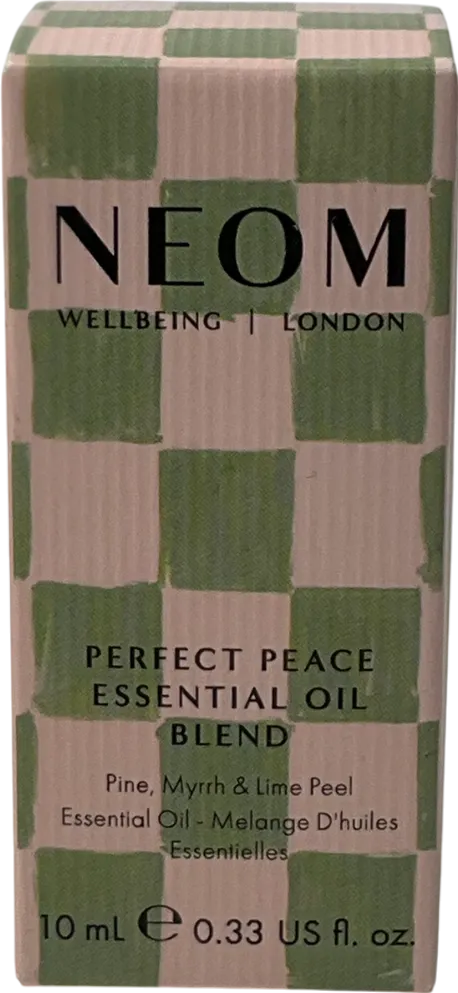 NEOM
WELLBEING | LONDON
PERFECT PEACE
ESSENTIAL OIL
BLEND
Pine, Myrrh & Lime Peel
Essential Oil - Melange D'huiles
Essentielles
10 mL ℮ 0.33 US fl. oz.